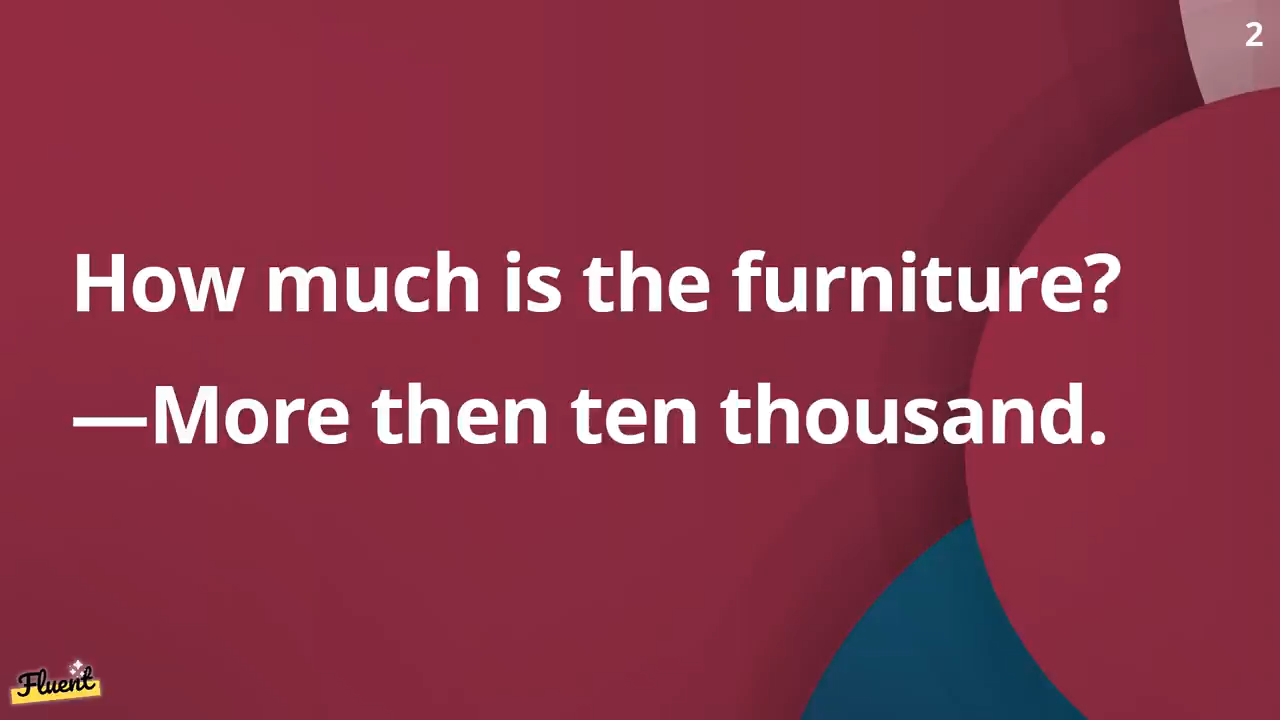 2
How much is the furniture?
—More then ten thousand.
Fluent